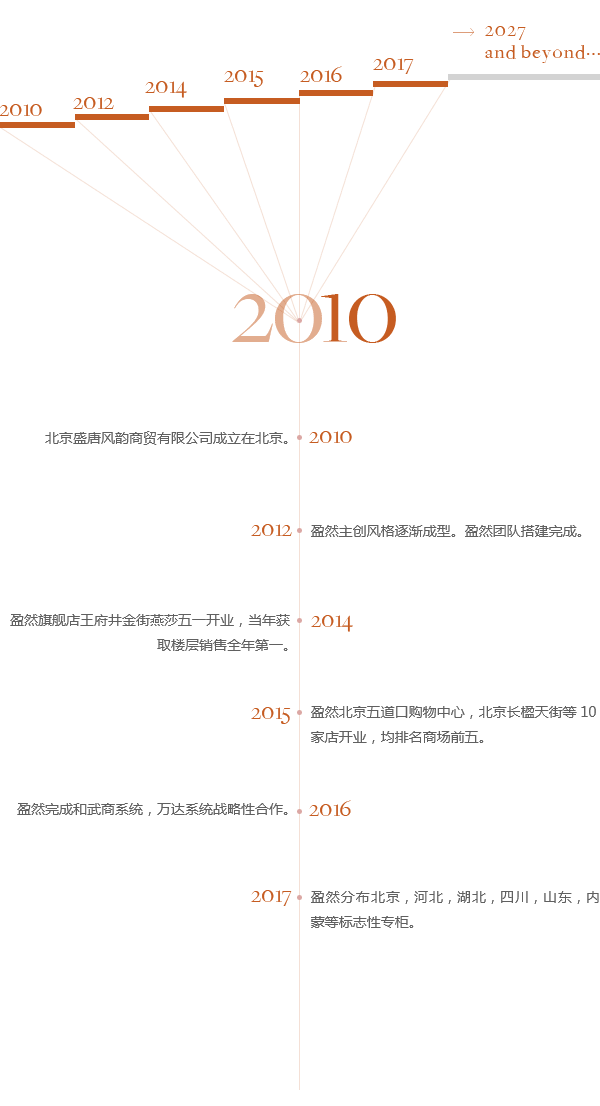 2027
and beyond···
2017
2016
2015
2014
2012
2010
2010
北京盛唐风韵商贸有限公司成立在北京。
2010
2012
盈然主创风格逐渐成型。盈然团队搭建完成。
盈然旗舰店王府井金街燕莎五一开业，当年获
取楼层销售全年第一。
2014
2015
盈然北京五道口购物中心，北京长楹天街等 10
家店开业，均排名商场前五。
盈然完成和武商系统，万达系统战略性合作。
2016
2017
盈然分布北京，河北，湖北，四川，山东，内
蒙等标志性专柜。